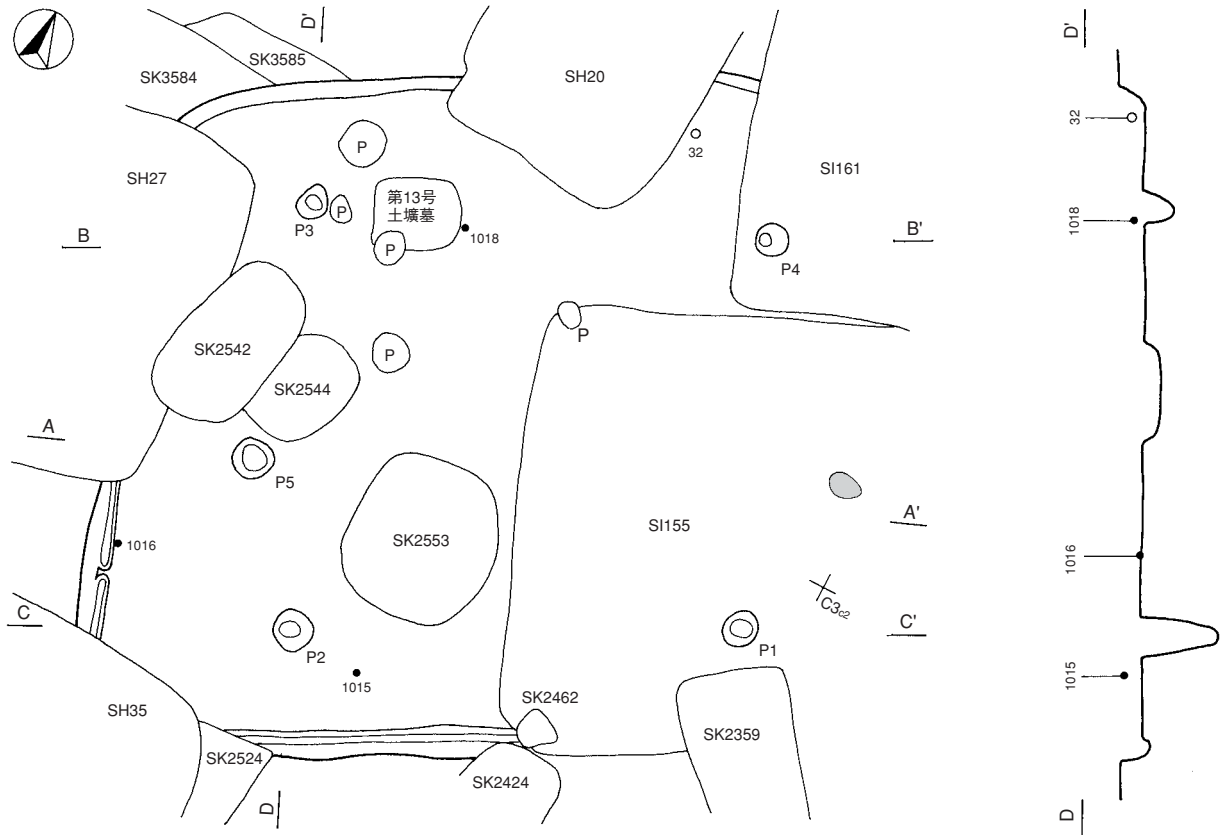 D'
D'
SK3585
SK3584
SH20
32
32
P
SH27
SI161
第13号
土壙墓
P
P3
1018
1018
B
B'
P
P4
P
SK2542
P
SK2544
A
P5
A'
SI155
SK2553
1016
1016
C3c2
C
C'
P2
P1
1015
1015
SH35
SK2462
SK2359
SK2524
SK2424
D
D